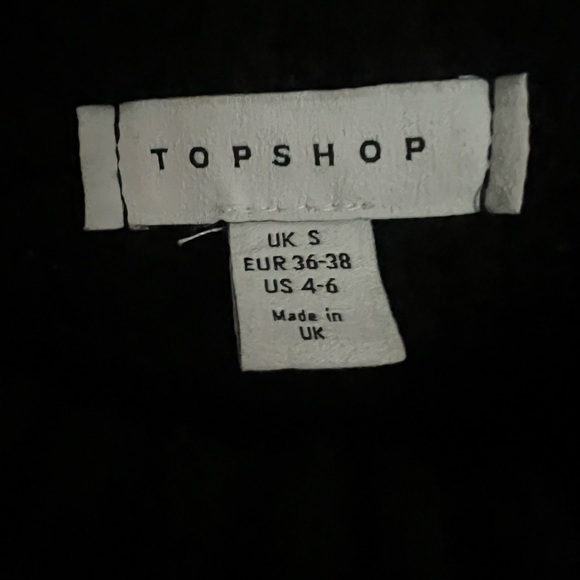 TOPSHOP
UK S
EUR 36-38
US 4-6
Made in
UK